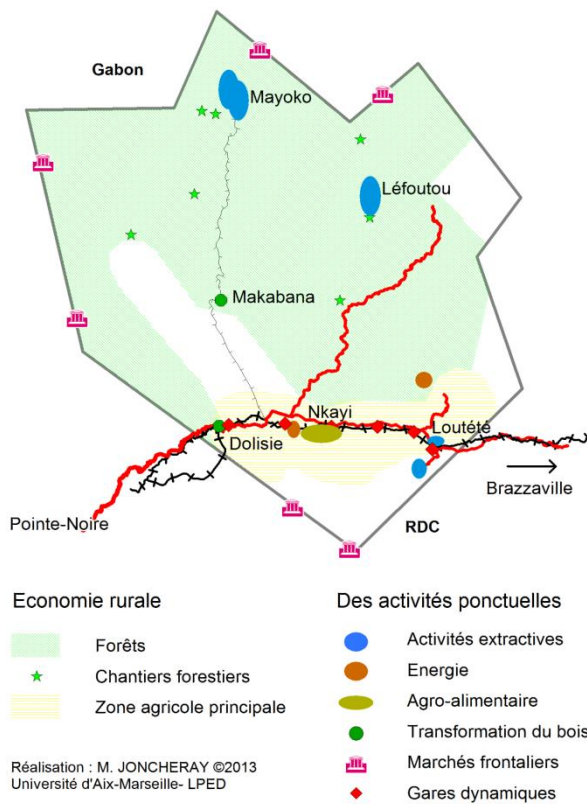 Gabon
Mayoko
Léfoutou
Makabana
Nkayi
Dolisie
Loutété
Brazzaville
Pointe-Noire
RDC
Economie rurale
Forêts
Chantiers forestiers
Zone agricole principale
Réalisation : M. JONCHERAY ©2013
Université d'Aix-Marseille- LPED
Des activités ponctuelles
Activités extractives
Energie
Agro-alimentaire
Transformation du bois
Marchés frontaliers
Gares dynamiques